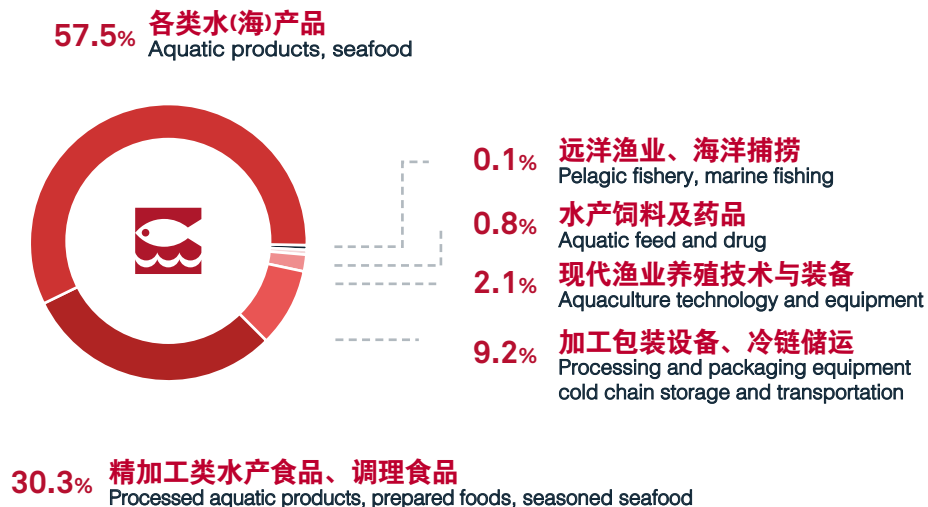 57.5% 各类水(海)产品
Aquatic products, seafood
0.1% 远洋渔业、海洋捕捞
Pelagic fishery, marine fishing
0.8% 水产饲料及药品
Aquatic feed and drug
2.1% 现代渔业养殖技术与装备
Aquaculture technology and equipment
9.2% 加工包装设备、冷链储运
Processing and packaging equipment
cold chain storage and transportation
30.3% 精加工类水产食品、调理食品
Processed aquatic products, prepared foods, seasoned seafood